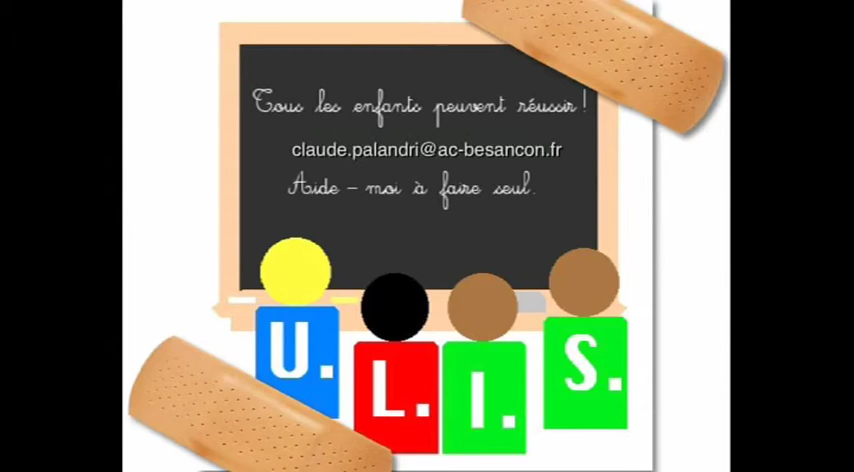 Tous les enfants peuvent réussir !
claude.palandri@ac-besancon.fr
Aide - moi à faire seul.
U. L. I. S.